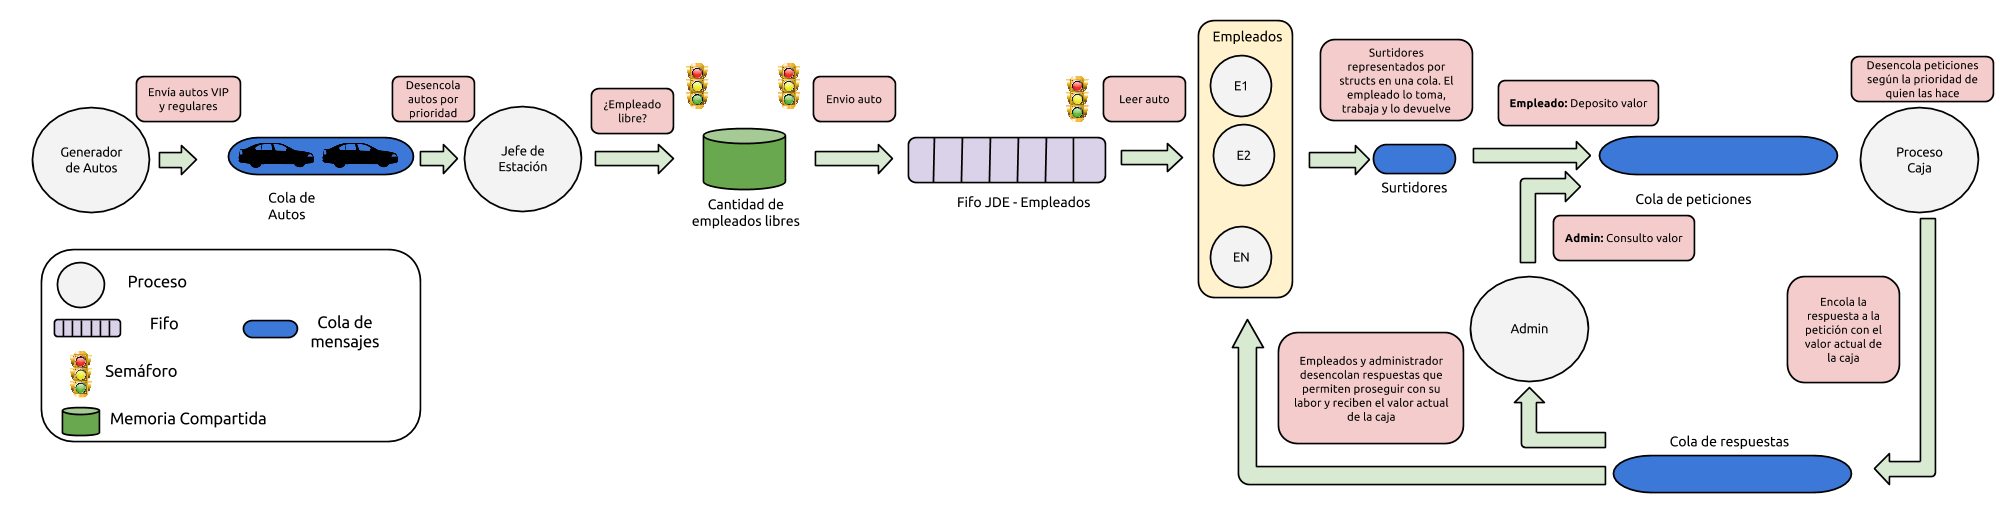 Envía autos VIP
y regulares
Generador
de Autos
Cola de
Autos
Desencola
autos por
prioridad
Jefe de
Estación
¿Empleado
libre?
Cantidad de
empleados libres
Envio auto
Fifo JDE - Empleados
Leer auto
Empleados
E1
E2
EN
Surtidores
representados por
structs en una cola. El
empleado lo toma,
trabaja y lo devuelve
Surtidores
Empleado: Deposito valor
Cola de peticiones
Admin: Consulto valor
Desencola peticiones
según la prioridad de
quien las hace
Proceso
Caja
Admin
Encola la
respuesta a la
petición con el
valor actual de
la caja
Empleados y administrador
desencolan respuestas que
permiten proseguir con su
labor y reciben el valor actual
de la caja
Cola de respuestas
Proceso
Fifo
Cola de
mensajes
Semáforo
Memoria Compartida